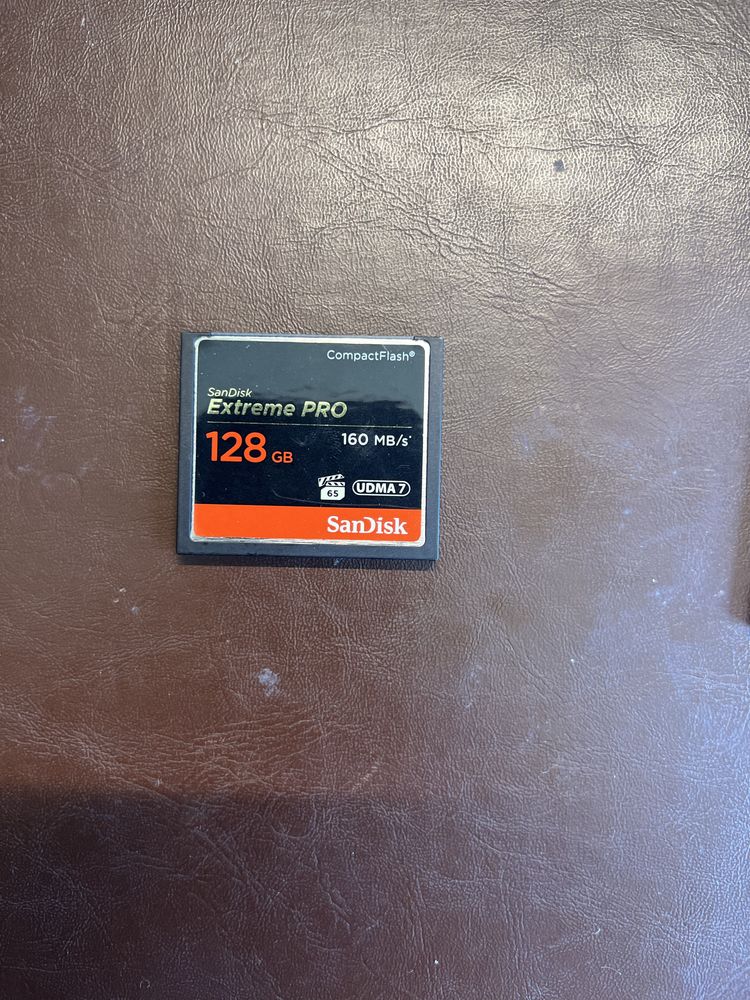 CompactFlash®
SanDisk
Extreme PRO
128 GB 160 MB/s*
65 UDMA 7
SanDisk